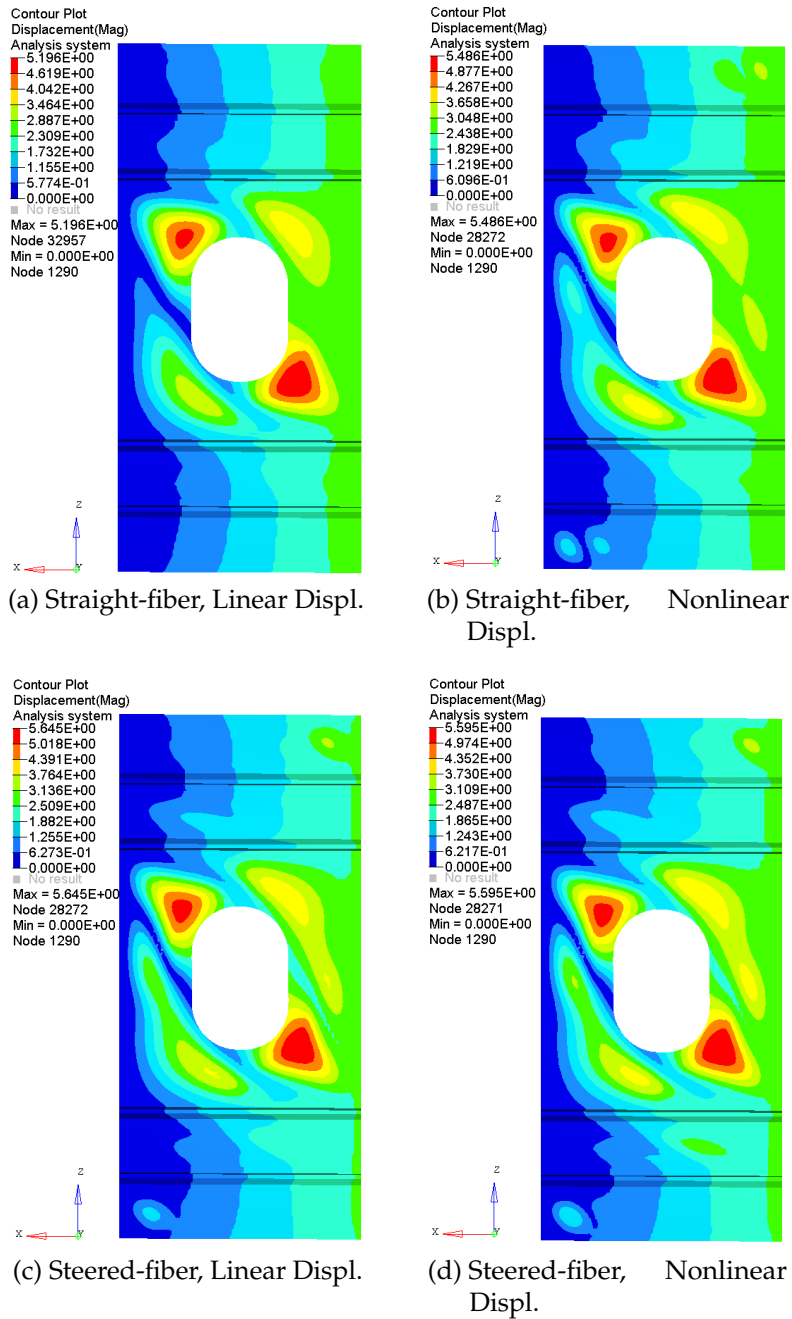 Contour Plot
Displacement(Mag)
Analysis system
5.196E+00
4.619E+00
4.042E+00
3.464E+00
2.887E+00
2.309E+00
1.732E+00
1.155E+00
5.774E-01
0.000E+00
No result
Max = 5.196E+00
Node 32957
Min = 0.000E+00
Node 1290
Z
X
Y
(a) Straight-fiber, Linear Displ.
Contour Plot
Displacement(Mag)
Analysis system
5.486E+00
4.877E+00
4.267E+00
3.658E+00
3.048E+00
2.438E+00
1.829E+00
1.219E+00
6.096E-01
0.000E+00
No result
Max = 5.486E+00
Node 28272
Min = 0.000E+00
Node 1290
Z
X
Y
(b) Straight-fiber, Nonlinear
Displ.
Contour Plot
Displacement(Mag)
Analysis system
5.645E+00
5.018E+00
4.391E+00
3.764E+00
3.136E+00
2.509E+00
1.882E+00
1.255E+00
6.273E-01
0.000E+00
No result
Max = 5.645E+00
Node 28272
Min = 0.000E+00
Node 1290
Z
X
Y
(c) Steered-fiber, Linear Displ.
Contour Plot
Displacement(Mag)
Analysis system
5.595E+00
4.974E+00
4.352E+00
3.730E+00
3.109E+00
2.487E+00
1.865E+00
1.243E+00
6.217E-01
0.000E+00
No result
Max = 5.595E+00
Node 28271
Min = 0.000E+00
Node 1290
Z
X
Y
(d) Steered-fiber, Nonlinear
Displ.